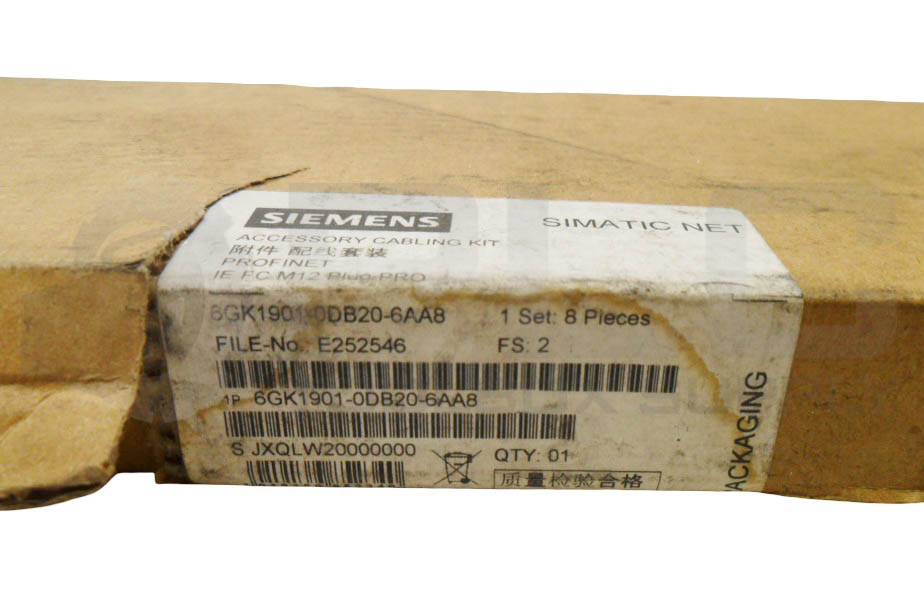 SIEMENS
SIMATIC NET
ACCESSORY CABLING KIT
附件 配线套装
PROFINET
IE FC M12 Plug PRO
6GK1901-0DB20-6AA8 1 Set: 8 Pieces
FILE-No. E252546 FS: 2
1P 6GK1901-0DB20-6AA8
S JXQLW20000000 QTY: 01
质量检验合格
PACKAGING